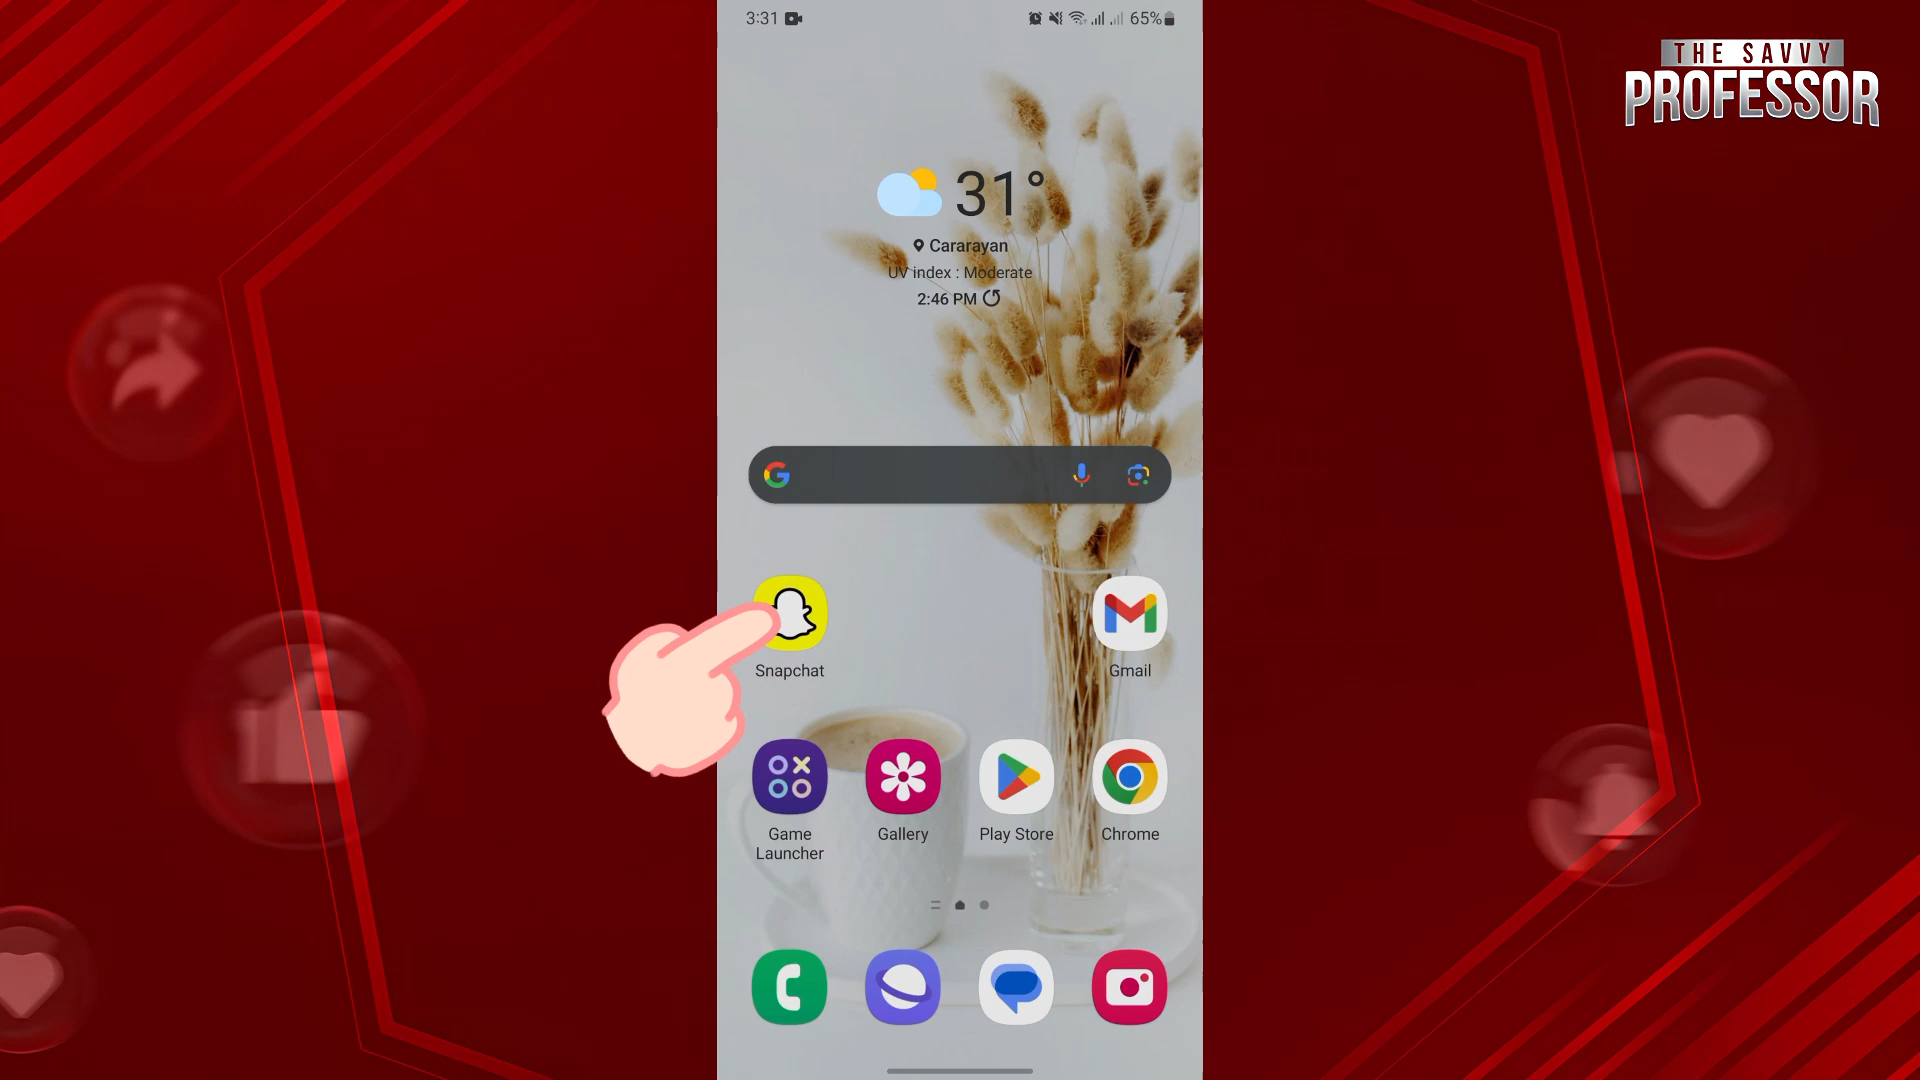 3:31
65%
THE SAVVY
PROFESSOR
31°
Cararayan
UV index : Moderate
2:46 PM
Snapchat
Gmail
Game
Launcher
Gallery
Play Store
Chrome